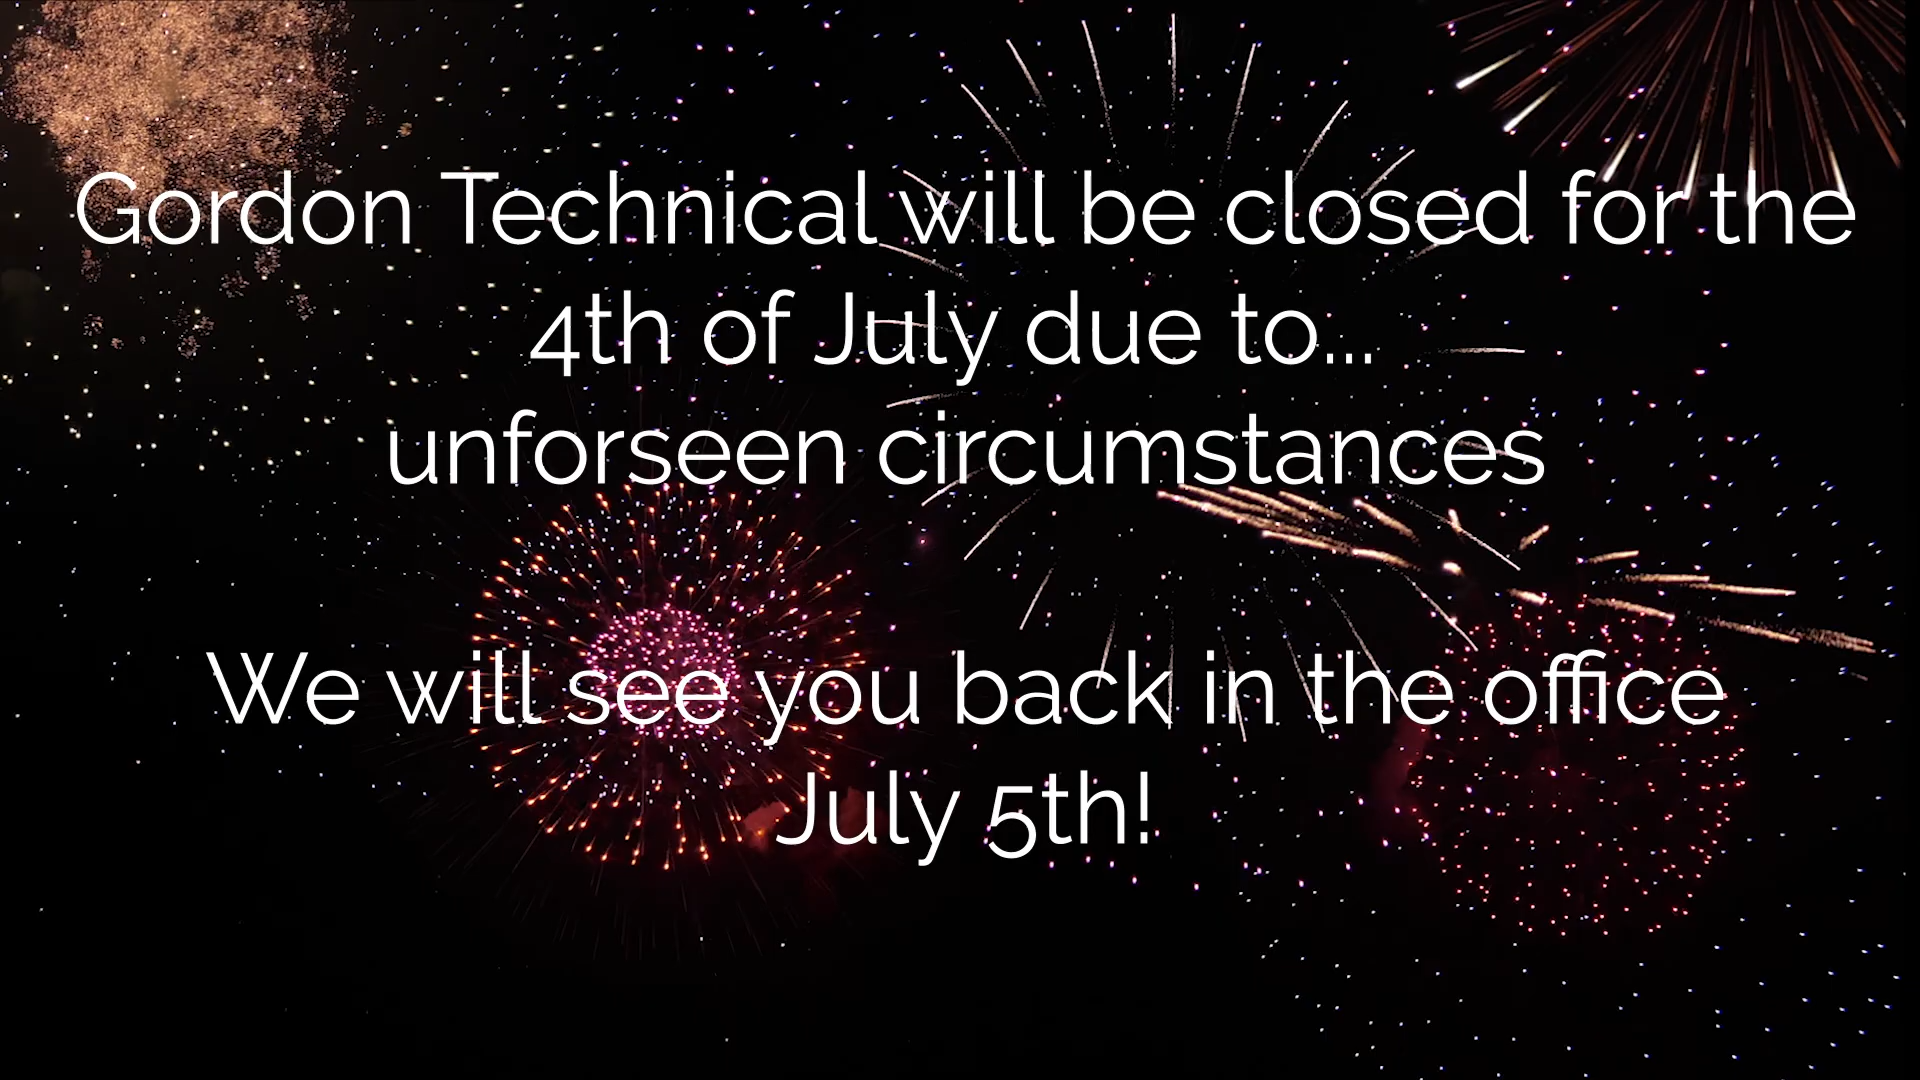 Gordon Technical will be closed for the
4th of July due to...
unforseen circumstances
We will see you back in the office
July 5th!